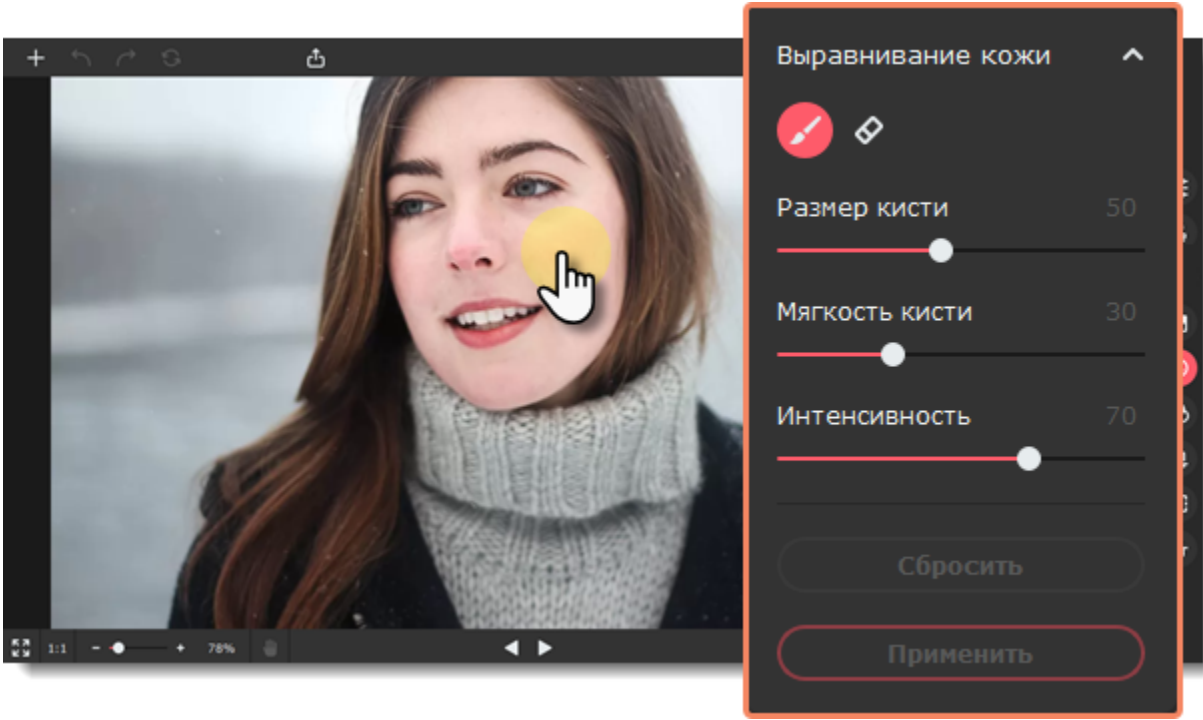 Выравнивание кожи
Размер кисти 50
Мягкость кисти 30
Интенсивность 70
Сбросить
Применить
1:1
78%